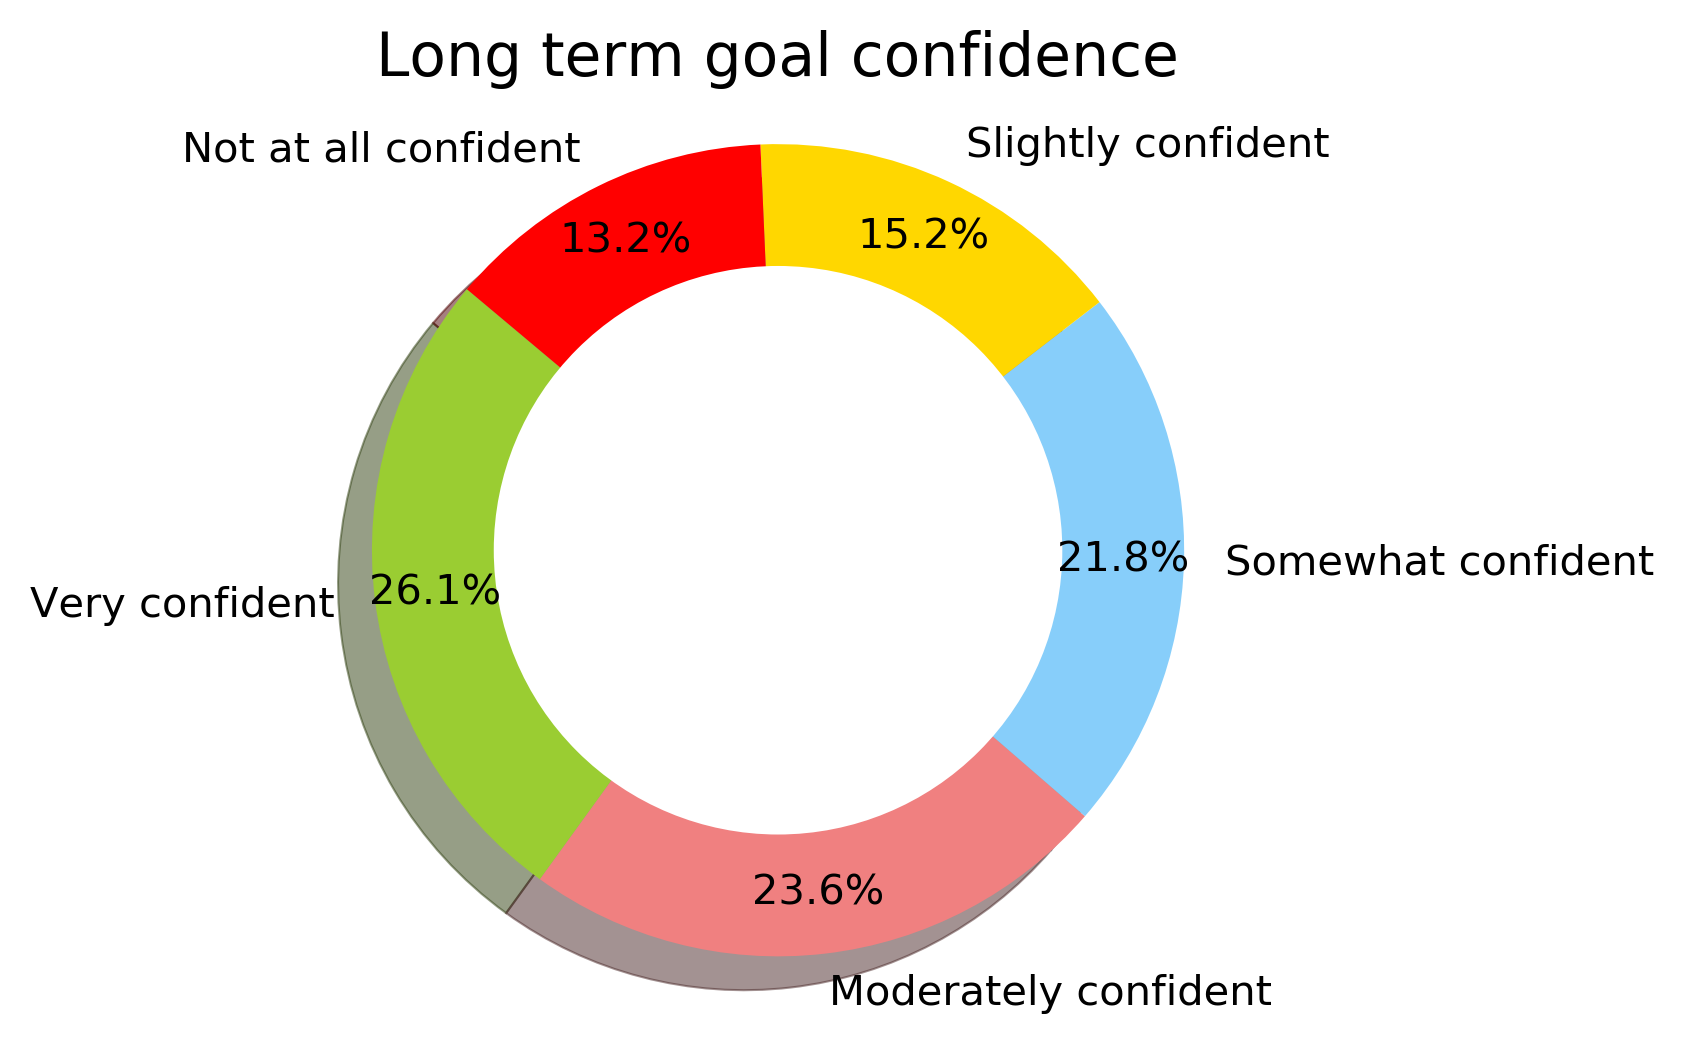 Long term goal confidence
Not at all confident
Slightly confident
13.2%
15.2%
Very confident
26.1%
21.8%
Somewhat confident
23.6%
Moderately confident